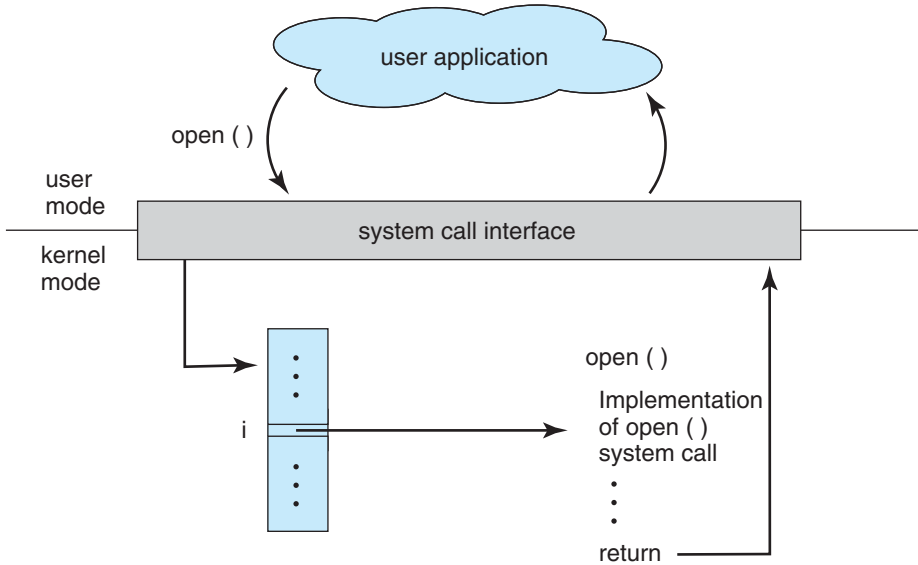 user application
open ( )
user
mode
system call interface
kernel
mode
open ( )
i
Implementation
of open ( )
system call
return